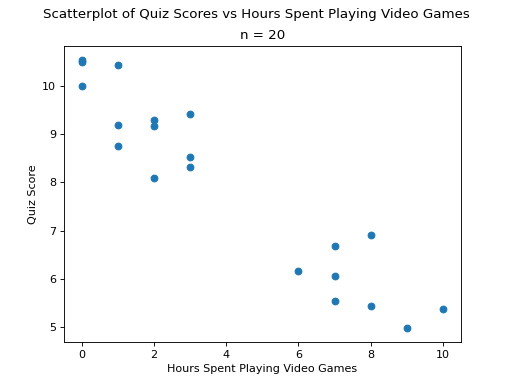 Scatterplot of Quiz Scores vs Hours Spent Playing Video Games
n = 20
10
9
8
7
6
5
Quiz Score
0 2 4 6 8 10
Hours Spent Playing Video Games